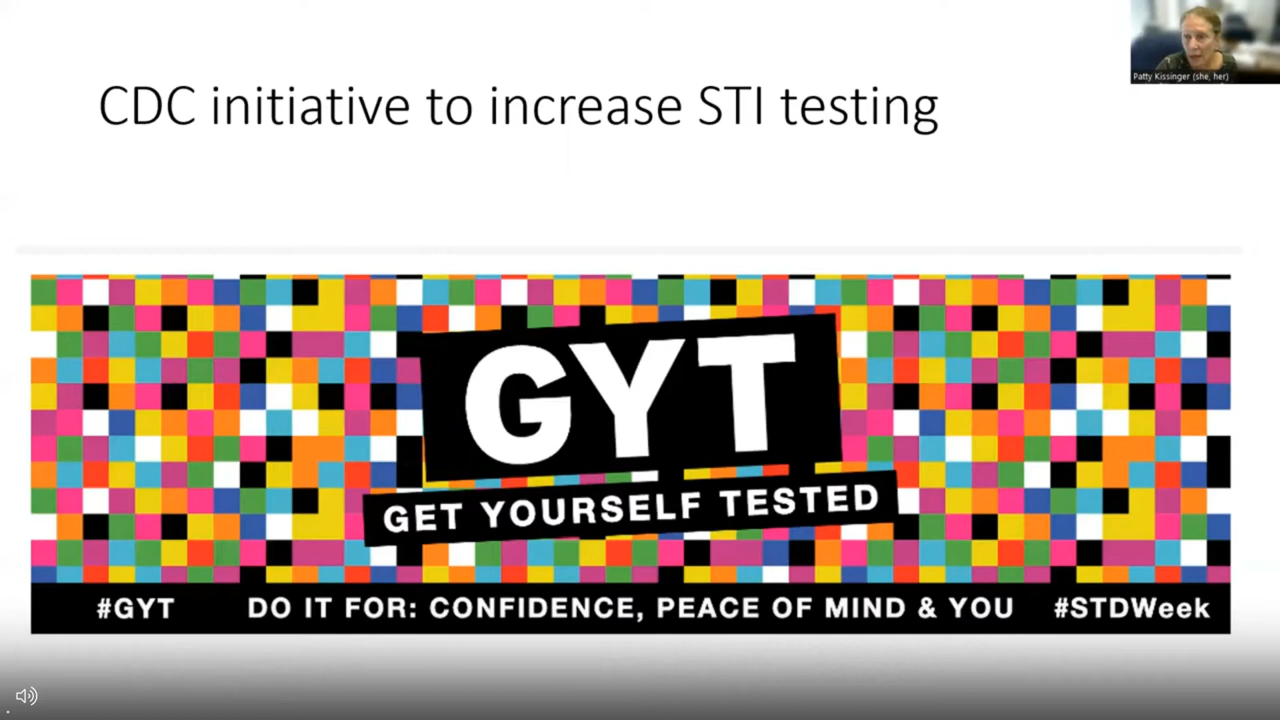 Patty Kissinger (she, her)
CDC initiative to increase STI testing
GYT
GET YOURSELF TESTED
#GYT DO IT FOR: CONFIDENCE, PEACE OF MIND & YOU #STDWeek